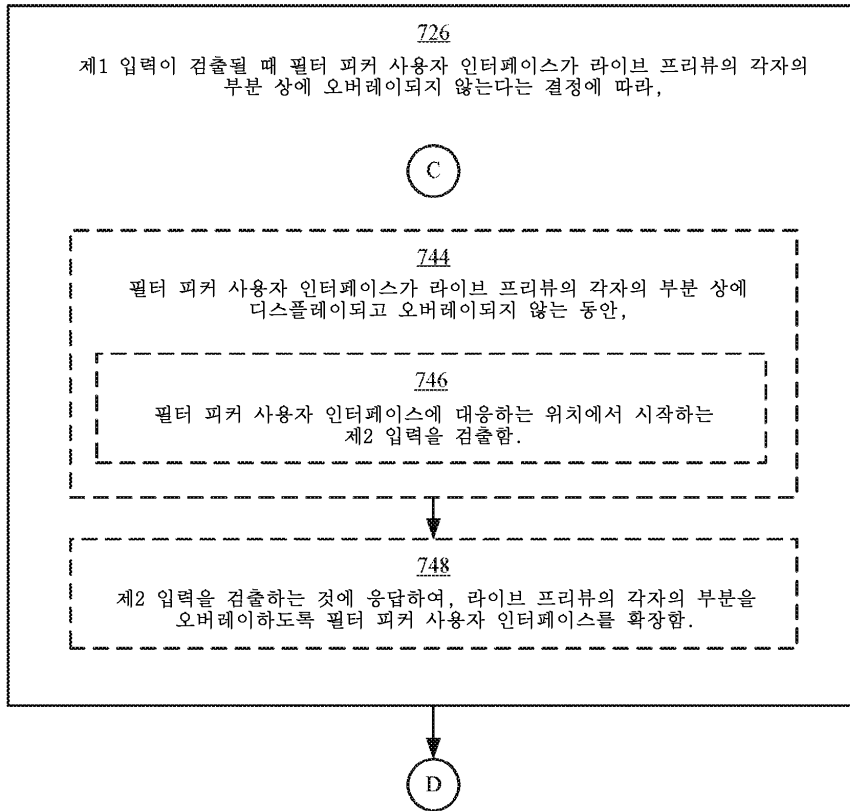 726
제1 입력이 검출될 때 필터 피커 사용자 인터페이스가 라이브 프리뷰의 각자의
부분 상에 오버레이되지 않는다는 결정에 따라,
C
744
필터 피커 사용자 인터페이스가 라이브 프리뷰의 각자의 부분 상에
디스플레이되고 오버레이되지 않는 동안,
746
필터 피커 사용자 인터페이스에 대응하는 위치에서 시작하는
제2 입력을 검출함.
748
제2 입력을 검출하는 것에 응답하여, 라이브 프리뷰의 각자의 부분을
오버레이하도록 필터 피커 사용자 인터페이스를 확장함.
D